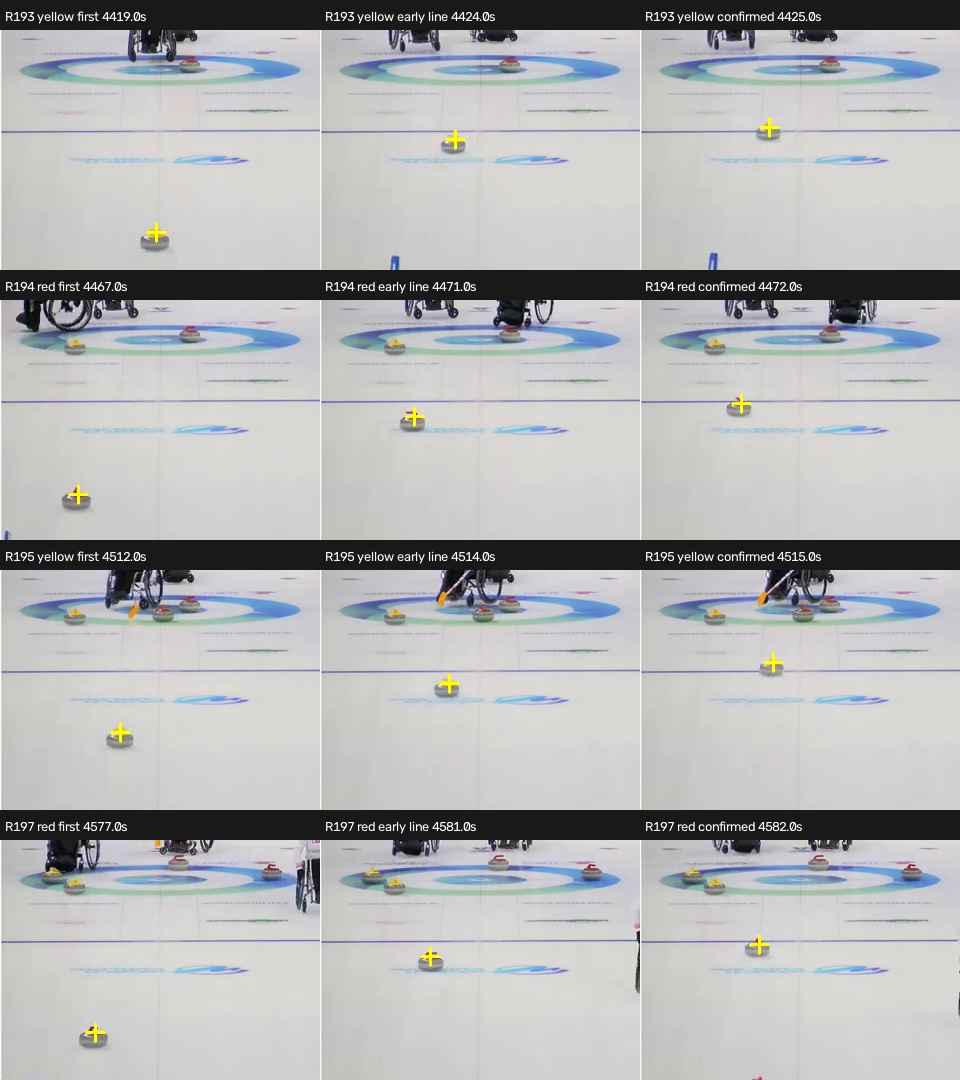 R193 yellow first 4419.0s
R193 yellow early line 4424.0s
R193 yellow confirmed 4425.0s
R194 red first 4467.0s
R194 red early line 4471.0s
R194 red confirmed 4472.0s
R195 yellow first 4512.0s
R195 yellow early line 4514.0s
R195 yellow confirmed 4515.0s
R197 red first 4577.0s
R197 red early line 4581.0s
R197 red confirmed 4582.0s